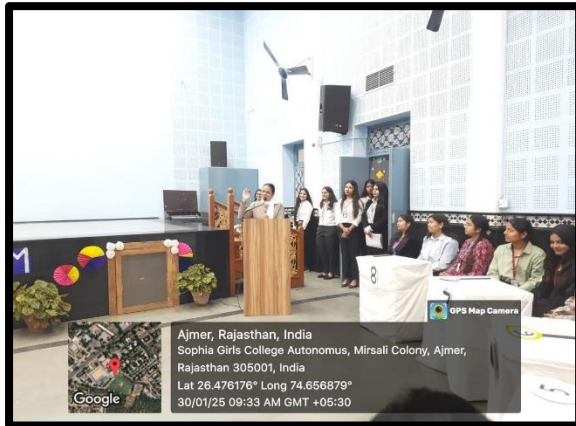 M
8
5
GPS Map Camera
Ajmer, Rajasthan, India
Sophia Girls College Autonomus, Mirsali Colony, Ajmer,
Rajasthan 305001, India
Lat 26.476176° Long 74.656879°
30/01/25 09:33 AM GMT +05:30
Google